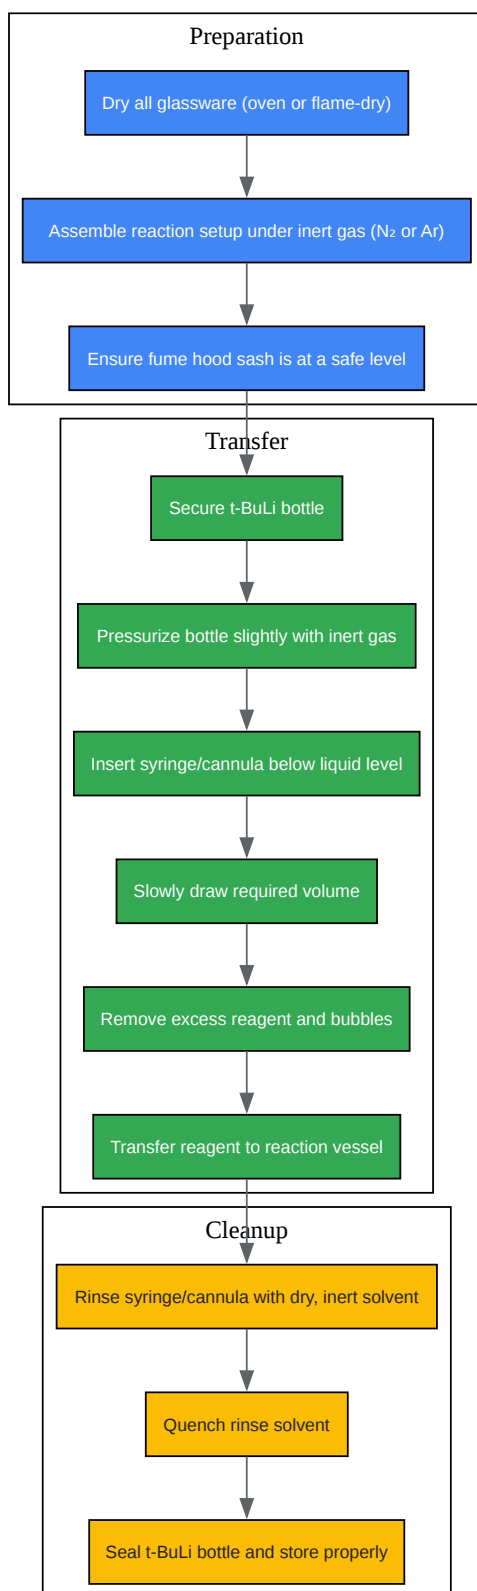 Preparation
Dry all glassware (oven or flame-dry)
Assemble reaction setup under inert gas (N₂ or Ar)
Ensure fume hood sash is at a safe level
Transfer
Secure t-BuLi bottle
Pressurize bottle slightly with inert gas
Insert syringe/cannula below liquid level
Slowly draw required volume
Remove excess reagent and bubbles
Transfer reagent to reaction vessel
Cleanup
Rinse syringe/cannula with dry, inert solvent
Quench rinse solvent
Seal t-BuLi bottle and store properly